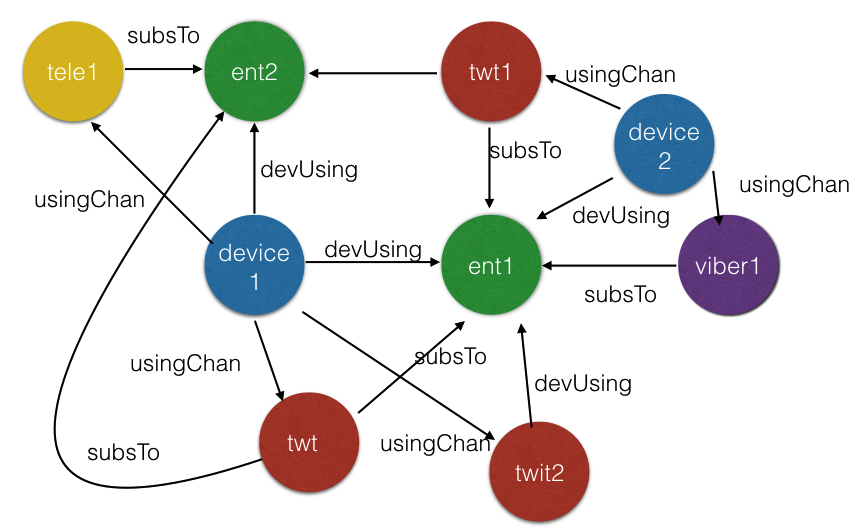 subsTo
tele1
ent2
twt1
usingChan
device
2
subsTo
devUsing
usingChan
usingChan
devUsing
device
1
devUsing
ent1
viber1
subsTo
usingChan
subsTo
devUsing
twt
usingChan
subsTo
twit2